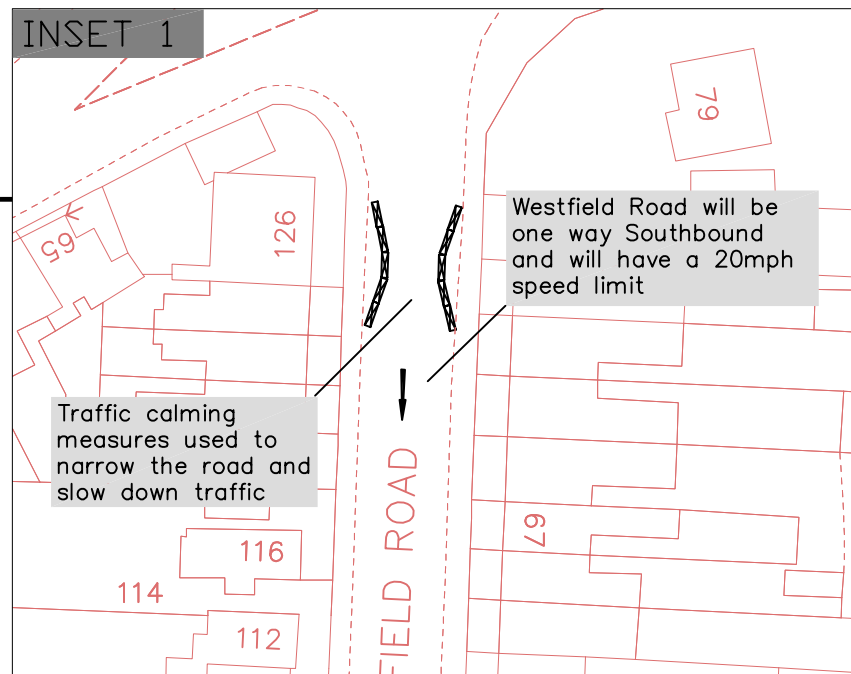 INSET 1
79
65
126
Westfield Road will be
one way Southbound
and will have a 20mph
speed limit
Traffic calming
measures used to
narrow the road and
slow down traffic
FIELD ROAD
67
116
114
112